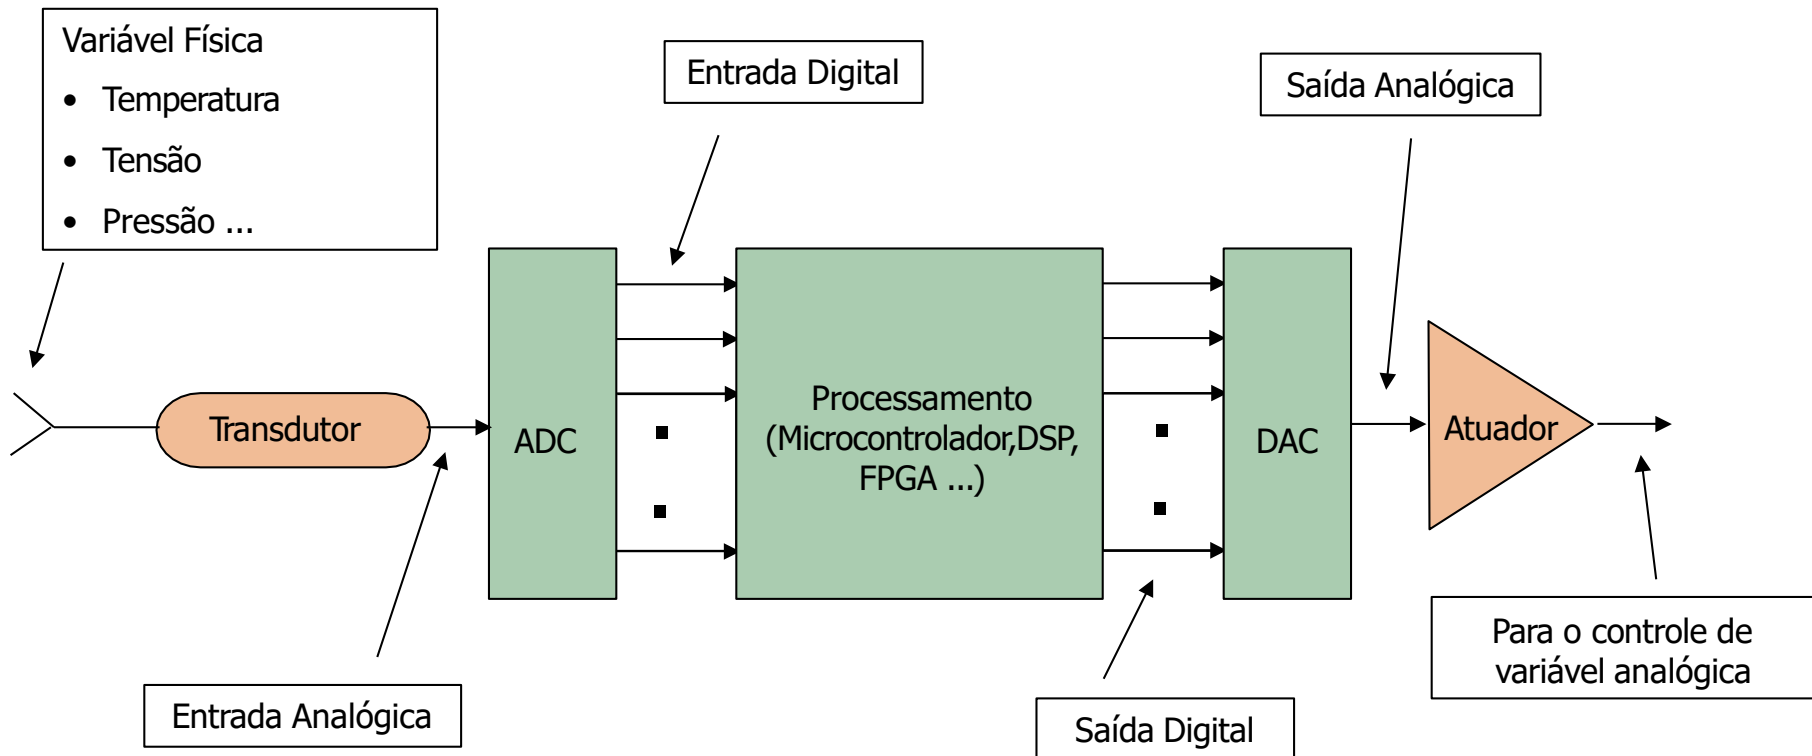 Variável Física
• Temperatura
• Tensão
• Pressão ...
Entrada Digital
Saída Analógica
Transdutor
ADC
Processamento
(Microcontrolador,DSP,
FPGA ...)
DAC
Atuador
Entrada Analógica
Saída Digital
Para o controle de
variável analógica